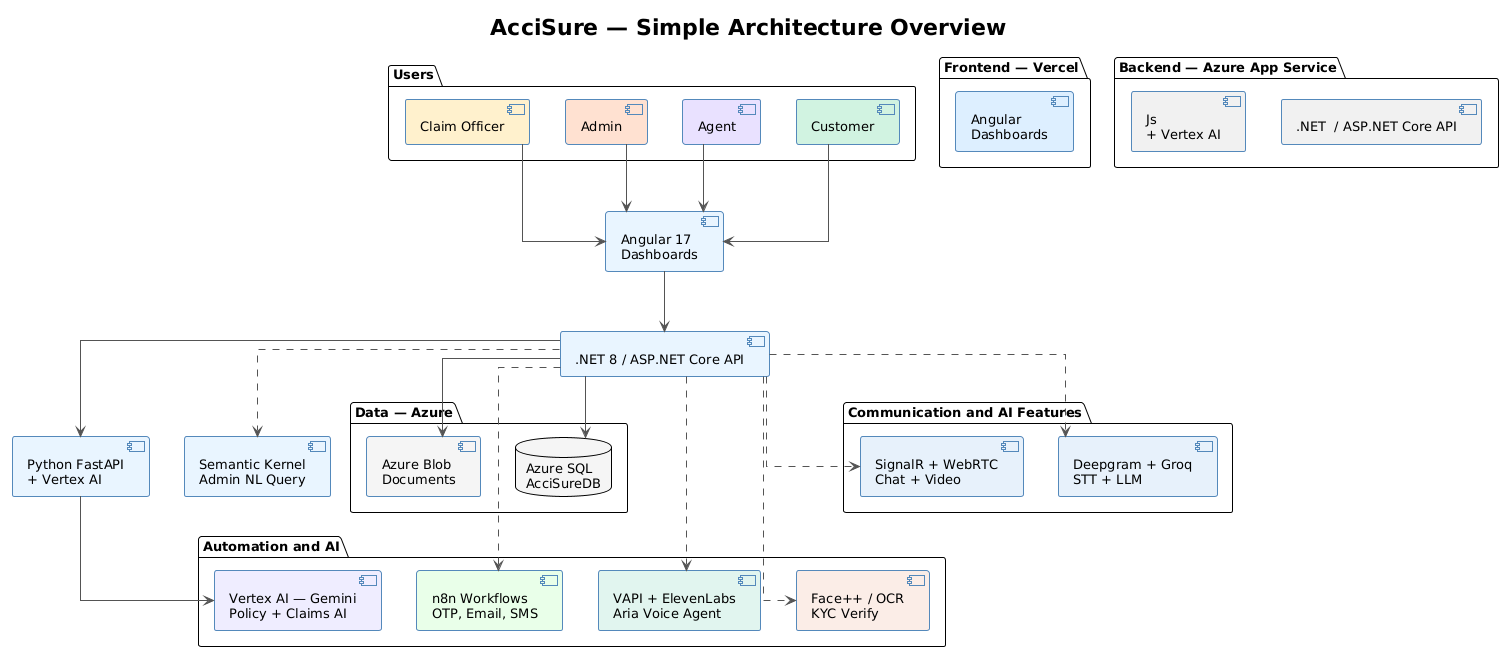 AcciSure — Simple Architecture Overview
Users
Claim Officer
Admin
Agent
Customer
Frontend — Vercel
Angular
Dashboards
Backend — Azure App Service
Js
+ Vertex AI
.NET  / ASP.NET Core API
Angular 17
Dashboards
.NET 8 / ASP.NET Core API
Python FastAPI
+ Vertex AI
Semantic Kernel
Admin NL Query
Data — Azure
Azure Blob
Documents
Azure SQL
AcciSureDB
Communication and AI Features
SignalR + WebRTC
Chat + Video
Deepgram + Groq
STT + LLM
Automation and AI
Vertex AI — Gemini
Policy + Claims AI
n8n Workflows
OTP, Email, SMS
VAPI + ElevenLabs
Aria Voice Agent
Face++ / OCR
KYC Verify